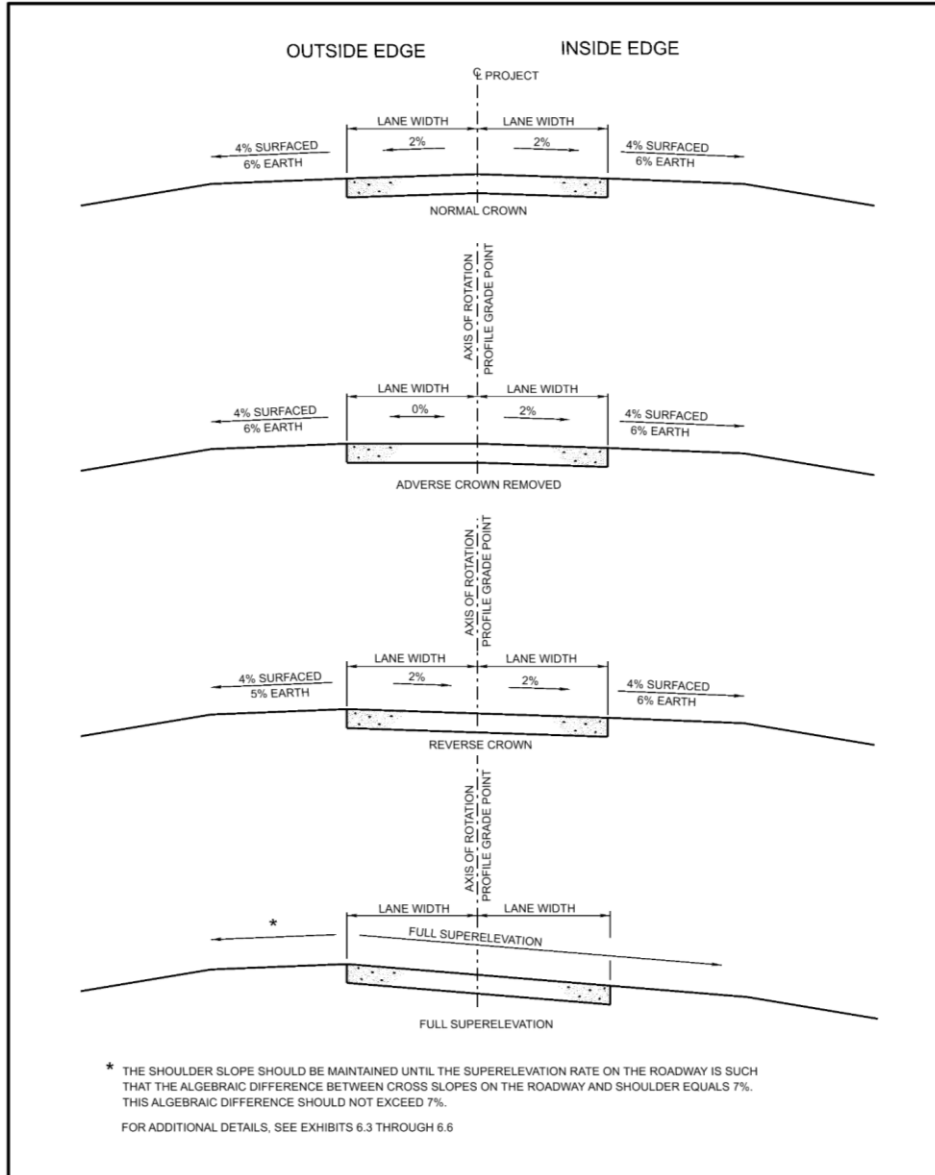 OUTSIDE EDGE
INSIDE EDGE
℄ PROJECT
LANE WIDTH
LANE WIDTH
4% SURFACED
6% EARTH
2%
2%
4% SURFACED
6% EARTH
NORMAL CROWN
AXIS OF ROTATION
PROFILE GRADE POINT
LANE WIDTH
LANE WIDTH
4% SURFACED
6% EARTH
0%
2%
4% SURFACED
6% EARTH
ADVERSE CROWN REMOVED
AXIS OF ROTATION
PROFILE GRADE POINT
LANE WIDTH
LANE WIDTH
4% SURFACED
5% EARTH
2%
2%
4% SURFACED
6% EARTH
REVERSE CROWN
AXIS OF ROTATION
PROFILE GRADE POINT
LANE WIDTH
LANE WIDTH
*
FULL SUPERELEVATION
FULL SUPERELEVATION
* THE SHOULDER SLOPE SHOULD BE MAINTAINED UNTIL THE SUPERELEVATION RATE ON THE ROADWAY IS SUCH
THAT THE ALGEBRAIC DIFFERENCE BETWEEN CROSS SLOPES ON THE ROADWAY AND SHOULDER EQUALS 7%.
THIS ALGEBRAIC DIFFERENCE SHOULD NOT EXCEED 7%.
FOR ADDITIONAL DETAILS, SEE EXHIBITS 6.3 THROUGH 6.6